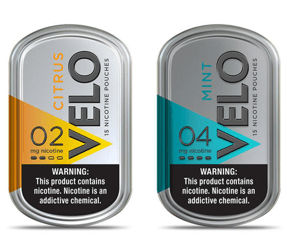 CITRUS
VELO
15 NICOTINE POUCHES
02
mg nicotine
WARNING:
This product contains
nicotine. Nicotine is an
addictive chemical.
MINT
VELO
15 NICOTINE POUCHES
04
mg nicotine
WARNING:
This product contains
nicotine. Nicotine is an
addictive chemical.